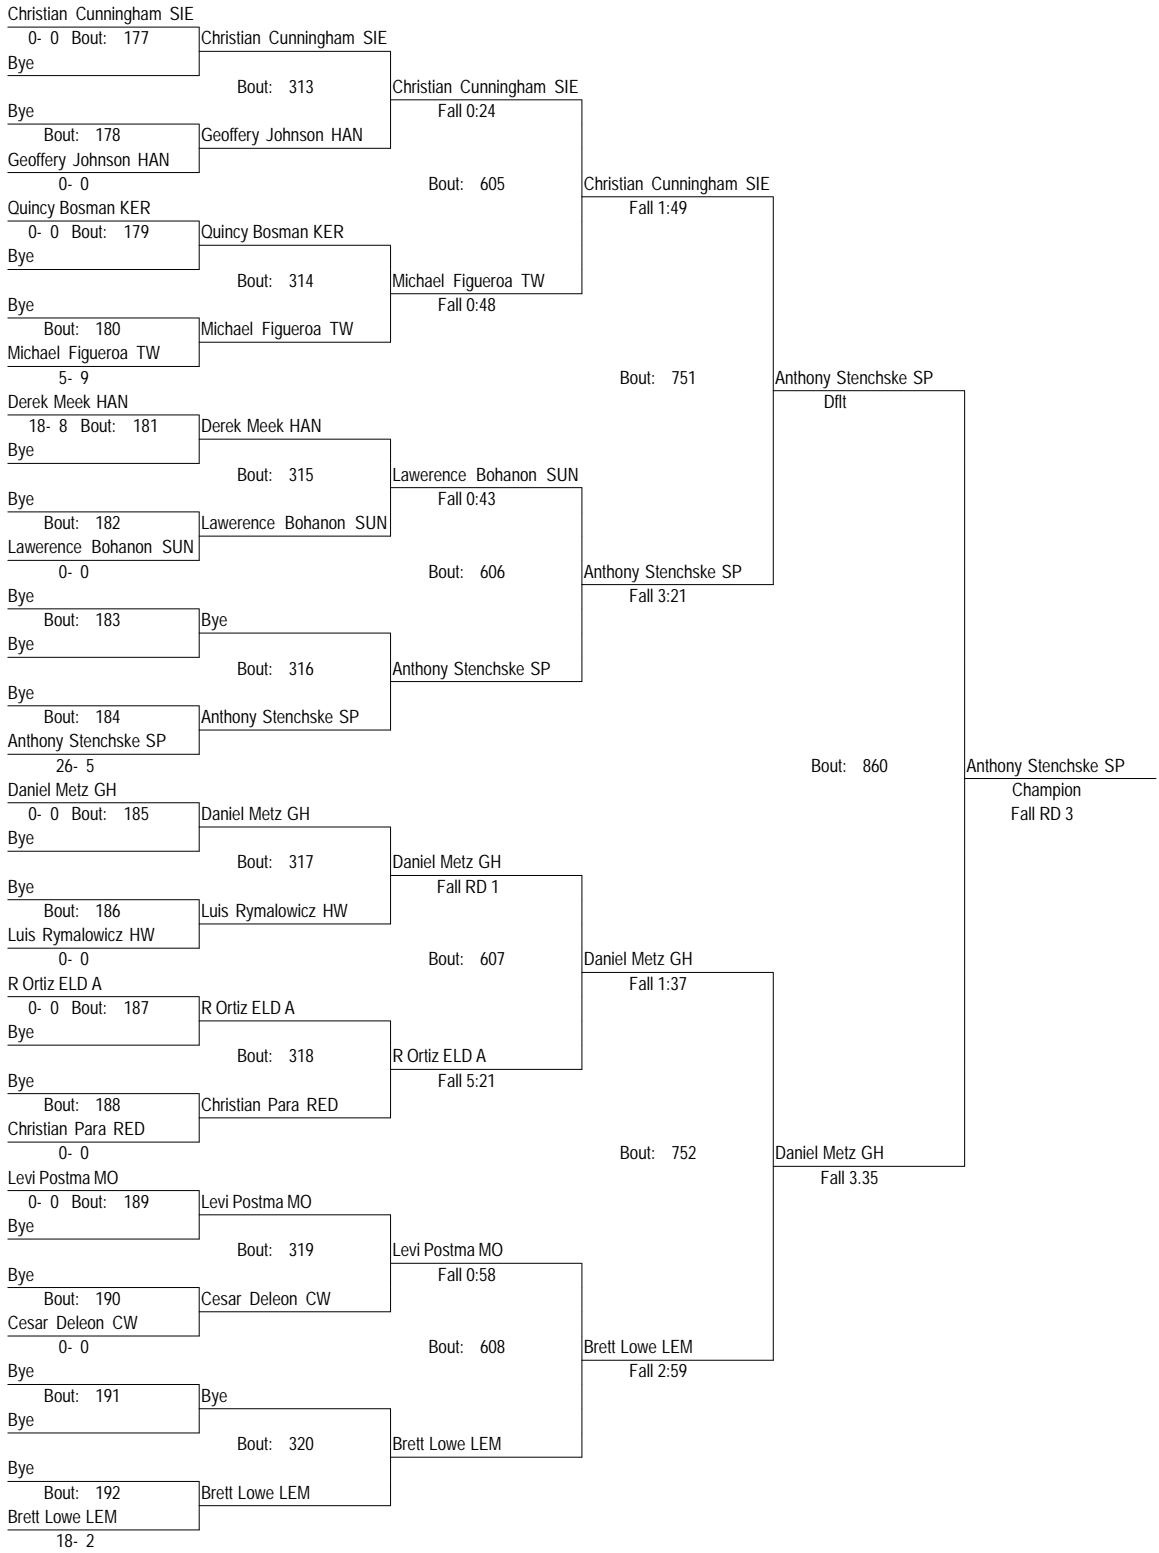 Christian Cunningham SIE
0- 0 Bout: 177 Christian Cunningham SIE
Bye
Bout: 313 Christian Cunningham SIE
Bye Fall 0:24
Bout: 178 Geoffery Johnson HAN
Geoffery Johnson HAN
0- 0 Bout: 605 Christian Cunningham SIE
Quincy Bosman KER Fall 1:49
0- 0 Bout: 179 Quincy Bosman KER
Bye
Bout: 314 Michael Figueroa TW
Bye Fall 0:48
Bout: 180 Michael Figueroa TW
Michael Figueroa TW
5- 9 Bout: 751 Anthony Stenchske SP
Derek Meek HAN Dflt
18- 8 Bout: 181 Derek Meek HAN
Bye
Bout: 315 Lawerence Bohanon SUN
Bye Fall 0:43
Bout: 182 Lawerence Bohanon SUN
Lawerence Bohanon SUN
0- 0 Bout: 606 Anthony Stenchske SP
Bye Fall 3:21
Bout: 183 Bye
Bye
Bout: 316 Anthony Stenchske SP
Bye
Bout: 184 Anthony Stenchske SP
Anthony Stenchske SP
26- 5 Bout: 860 Anthony Stenchske SP
Daniel Metz GH Champion
0- 0 Bout: 185 Daniel Metz GH Fall RD 3
Bye
Bout: 317 Daniel Metz GH
Bye Fall RD 1
Bout: 186 Luis Rymalowicz HW
Luis Rymalowicz HW
0- 0 Bout: 607 Daniel Metz GH
R Ortiz ELD A Fall 1:37
0- 0 Bout: 187 R Ortiz ELD A
Bye
Bout: 318 R Ortiz ELD A
Bye Fall 5:21
Bout: 188 Christian Para RED
Christian Para RED
0- 0 Bout: 752 Daniel Metz GH
Levi Postma MO Fall 3.35
0- 0 Bout: 189 Levi Postma MO
Bye
Bout: 319 Levi Postma MO
Bye Fall 0:58
Bout: 190 Cesar Deleon CW
Cesar Deleon CW
0- 0 Bout: 608 Brett Lowe LEM
Bye Fall 2:59
Bout: 191 Bye
Bye
Bout: 320 Brett Lowe LEM
Bye
Bout: 192 Brett Lowe LEM
Brett Lowe LEM
18- 2